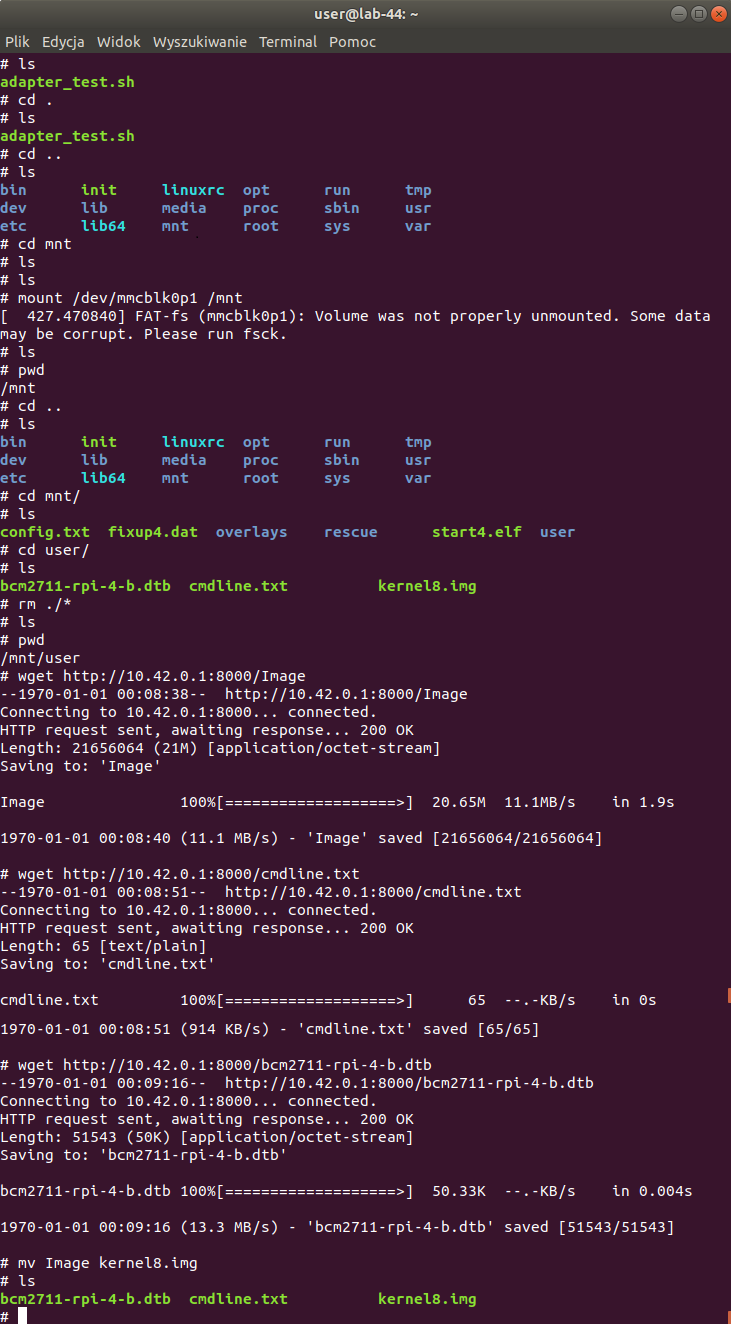 user@lab-44: ~
Plik Edycja Widok Wyszukiwanie Terminal Pomoc
# ls
adapter_test.sh
# cd .
# ls
adapter_test.sh
# cd ..
# ls
bin      init     linuxrc  opt      run      tmp
dev      lib      media    proc     sbin     usr
etc      lib64    mnt      root     sys      var
# cd mnt
# ls
# ls
# mount /dev/mmcblk0p1 /mnt
[  427.470840] FAT-fs (mmcblk0p1): Volume was not properly unmounted. Some data
may be corrupt. Please run fsck.
# ls
# pwd
/mnt
# cd ..
# ls
bin      init     linuxrc  opt      run      tmp
dev      lib      media    proc     sbin     usr
etc      lib64    mnt      root     sys      var
# cd mnt/
# ls
config.txt  fixup4.dat  overlays    rescue      start4.elf  user
# cd user/
# ls
bcm2711-rpi-4-b.dtb  cmdline.txt          kernel8.img
# rm ./*
# ls
# pwd
/mnt/user
# wget http://10.42.0.1:8000/Image
--1970-01-01 00:08:38--  http://10.42.0.1:8000/Image
Connecting to 10.42.0.1:8000... connected.
HTTP request sent, awaiting response... 200 OK
Length: 21656064 (21M) [application/octet-stream]
Saving to: 'Image'
Image               100%[===================>]  20.65M  11.1MB/s    in 1.9s
1970-01-01 00:08:40 (11.1 MB/s) - 'Image' saved [21656064/21656064]
# wget http://10.42.0.1:8000/cmdline.txt
--1970-01-01 00:08:51--  http://10.42.0.1:8000/cmdline.txt
Connecting to 10.42.0.1:8000... connected.
HTTP request sent, awaiting response... 200 OK
Length: 65 [text/plain]
Saving to: 'cmdline.txt'
cmdline.txt         100%[===================>]      65  --.-KB/s    in 0s
1970-01-01 00:08:51 (914 KB/s) - 'cmdline.txt' saved [65/65]
# wget http://10.42.0.1:8000/bcm2711-rpi-4-b.dtb
--1970-01-01 00:09:16--  http://10.42.0.1:8000/bcm2711-rpi-4-b.dtb
Connecting to 10.42.0.1:8000... connected.
HTTP request sent, awaiting response... 200 OK
Length: 51543 (50K) [application/octet-stream]
Saving to: 'bcm2711-rpi-4-b.dtb'
bcm2711-rpi-4-b.dtb 100%[===================>]  50.33K  --.-KB/s    in 0.004s
1970-01-01 00:09:16 (13.3 MB/s) - 'bcm2711-rpi-4-b.dtb' saved [51543/51543]
# mv Image kernel8.img
# ls
bcm2711-rpi-4-b.dtb  cmdline.txt          kernel8.img
#